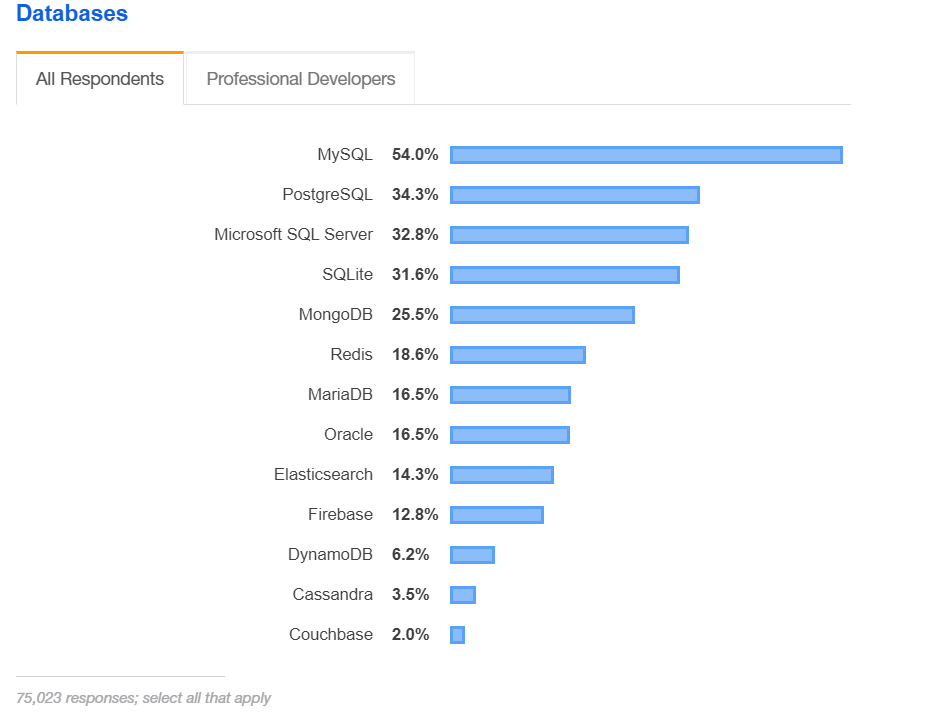 Databases
All Respondents Professional Developers
MySQL 54.0%
PostgreSQL 34.3%
Microsoft SQL Server 32.8%
SQLite 31.6%
MongoDB 25.5%
Redis 18.6%
MariaDB 16.5%
Oracle 16.5%
Elasticsearch 14.3%
Firebase 12.8%
DynamoDB 6.2%
Cassandra 3.5%
Couchbase 2.0%
75,023 responses; select all that apply